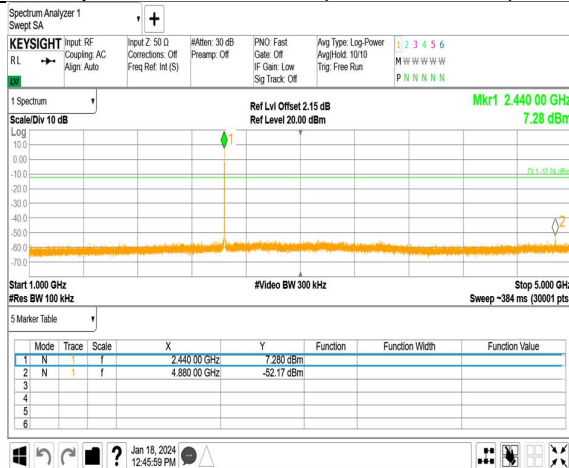 Spectrum Analyzer 1
Swept SA
+
KEYSIGHT
RL
Input: RF
Coupling: AC
Align: Auto
Input Z: 50 Ω
Corrections: Off
Freq Ref: Int (S)
#Atten: 30 dB
Preamp: Off
PNO: Fast
Gate: Off
IF Gain: Low
Sig Track: Off
Avg Type: Log-Power
Avg|Hold: 10/10
Trig: Free Run
1 2 3 4 5 6
M W W W W W
P N N N N N
1 Spectrum
Scale/Div 10 dB
Ref Lvl Offset 2.15 dB
Ref Level 20.00 dBm
Mkr1 2.440 00 GHz
7.28 dBm
Log
10.0
0.00
-10.0
-20.0
-30.0
-40.0
-50.0
-60.0
-70.0
1
DL1 -12.24 dBm
2
Start 1.000 GHz
#Res BW 100 kHz
#Video BW 300 kHz
Stop 5.000 GHz
Sweep ~384 ms (30001 pts)
5 Marker Table
Mode Trace Scale X Y Function Function Width Function Value
1 N 1 f 2.440 00 GHz 7.280 dBm
2 N 1 f 4.880 00 GHz -52.17 dBm
3
4
5
6
?
Jan 18, 2024
12:45:59 PM